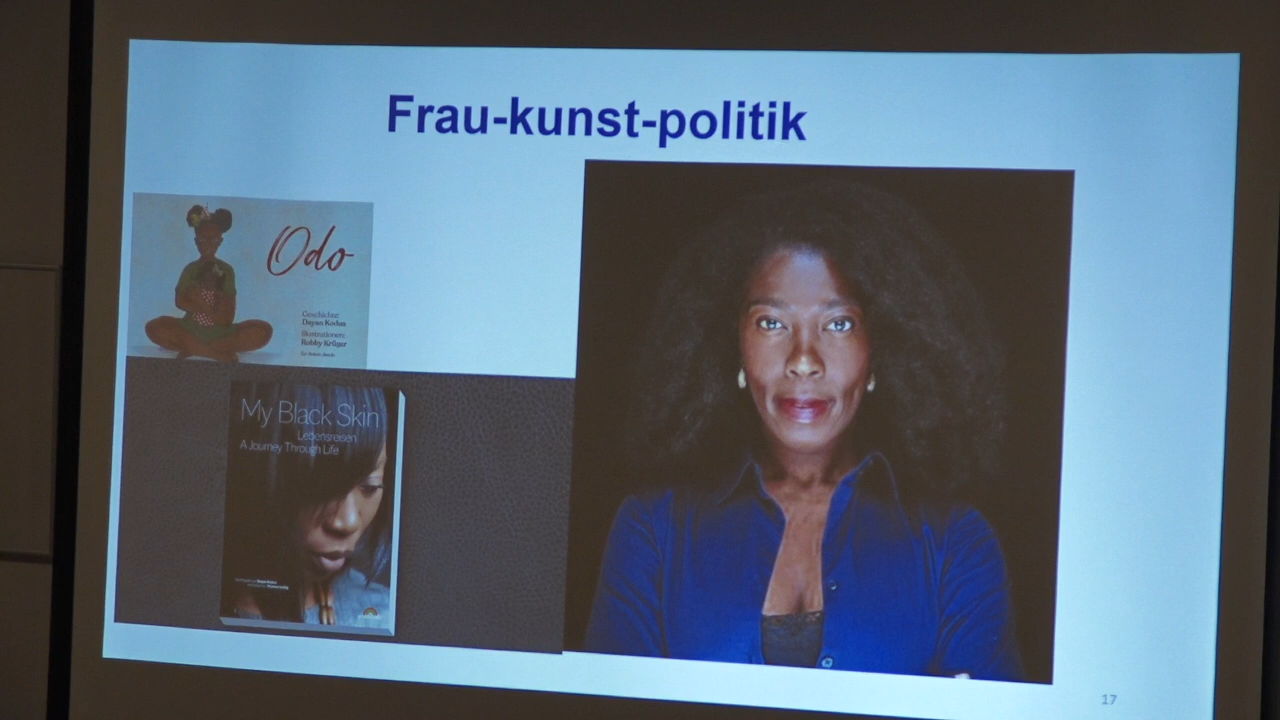 Frau-kunst-politik
Odo
Geschichte:
Dayan Kodua
Illustrationen:
Robby Krüger
My Black Skin
Lebensreisen
A Journey Through Life
17